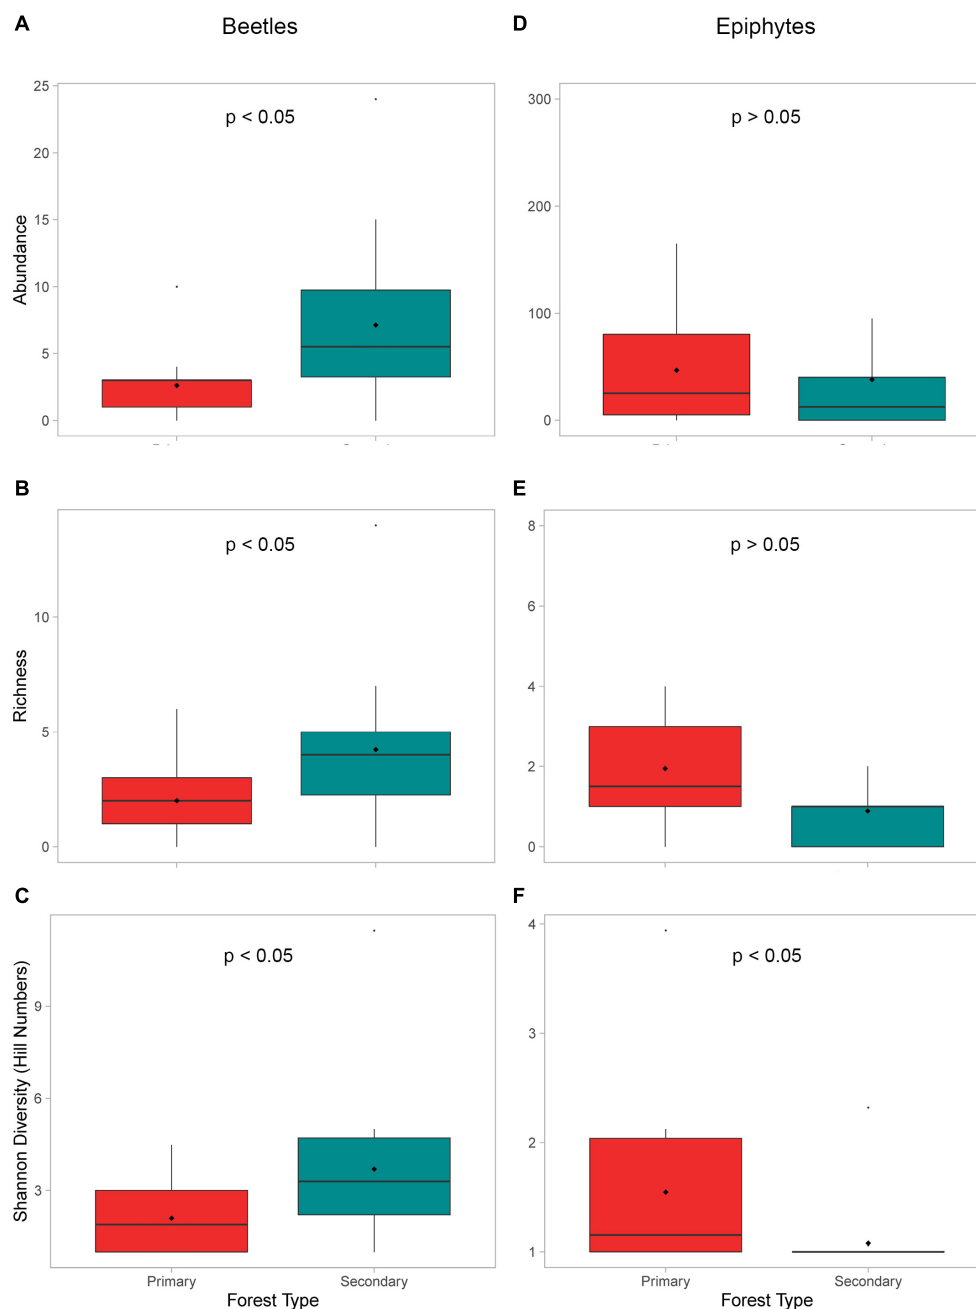 A
Beetles
D
Epiphytes
p < 0.05
p > 0.05
Abundance
25
20
15
10
5
0
300
200
100
0
B
E
p < 0.05
p > 0.05
Richness
10
5
0
8
6
4
2
0
C
F
p < 0.05
p < 0.05
Shannon Diversity (Hill Numbers)
9
6
3
4
3
2
1
Primary
Secondary
Primary
Secondary
Forest Type
Forest Type